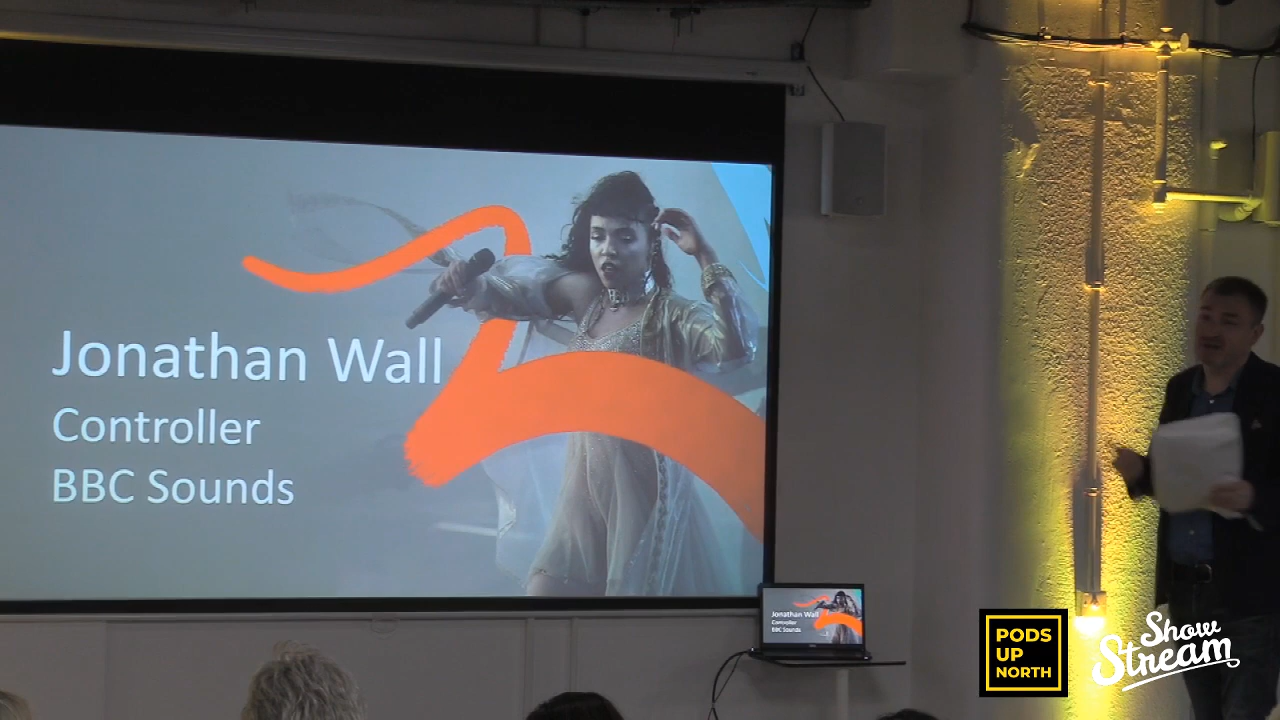 Jonathan Wall
Controller
BBC Sounds
Jonathan Wall
Controller
BBC Sounds
PODS
UP
NORTH
Show
Stream